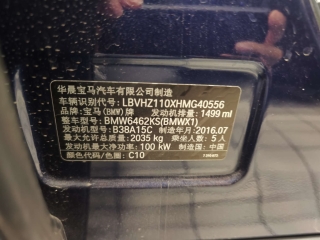 华晨宝马汽车有限公司制造
车辆识别代号: LBVHZ110XHMG40556
品牌: 宝马(BMW)牌 发动机排量: 1499 ml
整车型号: BMW6462KS(BMWX1)
发动机型号: B38A15C 制造年月: 2016.07
最大允许总质量: 2035 kg 乘坐人数: 5 人
发动机最大净功率: 100 kW 制造国: 中国
颜色代码/色圈: C10